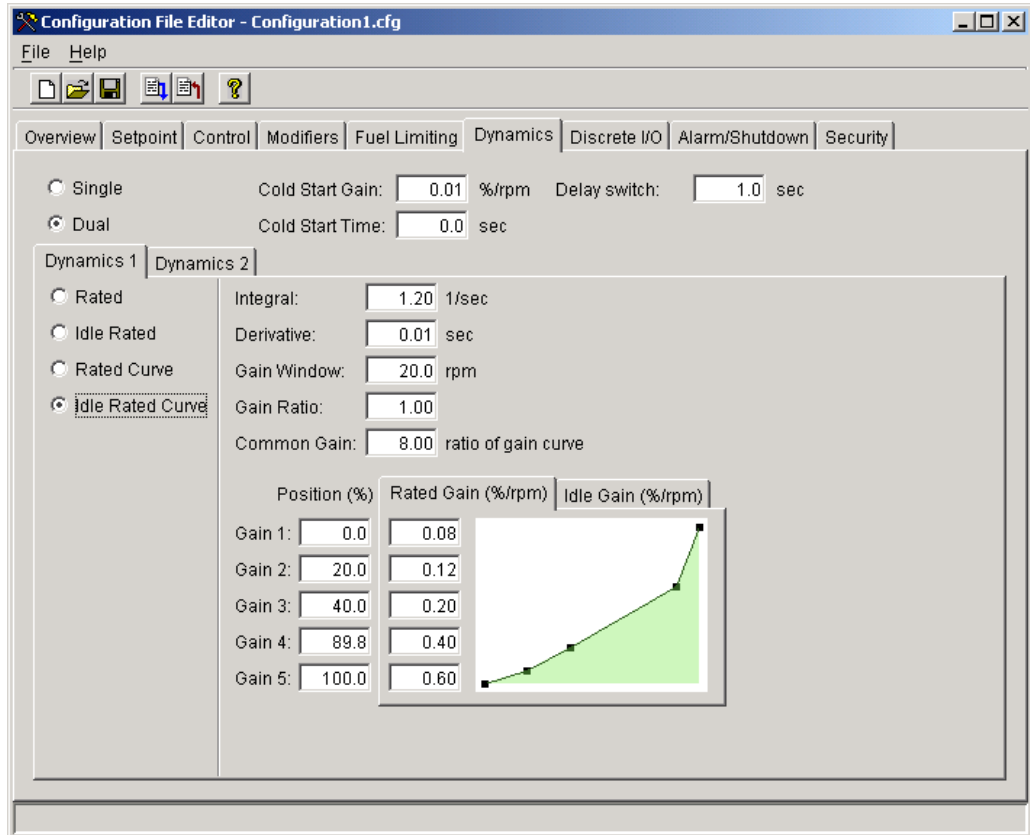 Configuration File Editor - Configuration1.cfg
File Help
Overview Setpoint Control Modifiers Fuel Limiting Dynamics Discrete I/O Alarm/Shutdown Security
Single Cold Start Gain: 0.01 %/rpm Delay switch: 1.0 sec
Dual Cold Start Time: 0.0 sec
Dynamics 1 Dynamics 2
Rated Integral: 1.20 1/sec
Idle Rated Derivative: 0.01 sec
Rated Curve Gain Window: 20.0 rpm
Idle Rated Curve Gain Ratio: 1.00
Common Gain: 8.00 ratio of gain curve
Position (%) Rated Gain (%/rpm) Idle Gain (%/rpm)
Gain 1: 0.0 0.08
Gain 2: 20.0 0.12
Gain 3: 40.0 0.20
Gain 4: 89.8 0.40
Gain 5: 100.0 0.60